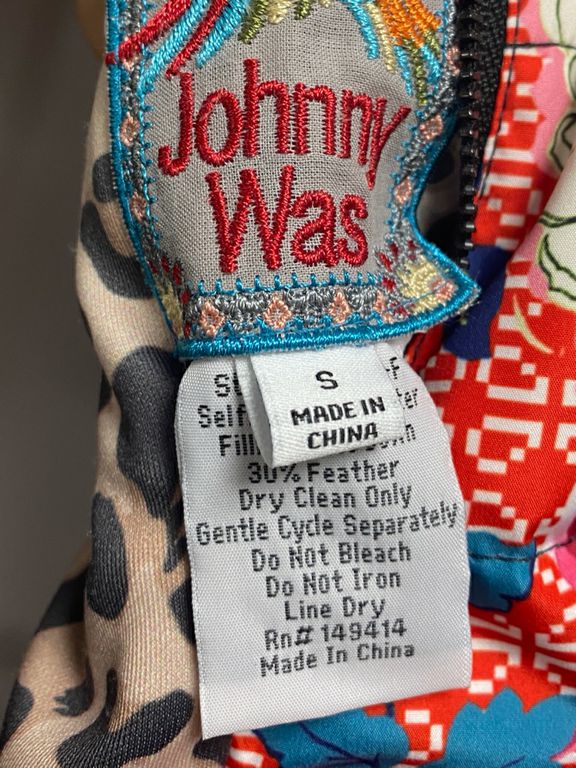 Johnny
Was
S
MADE IN
CHINA
Self
30% Feather
Dry Clean Only
Gentle Cycle Separately
Do Not Bleach
Do Not Iron
Line Dry
Rn# 149414
Made In China